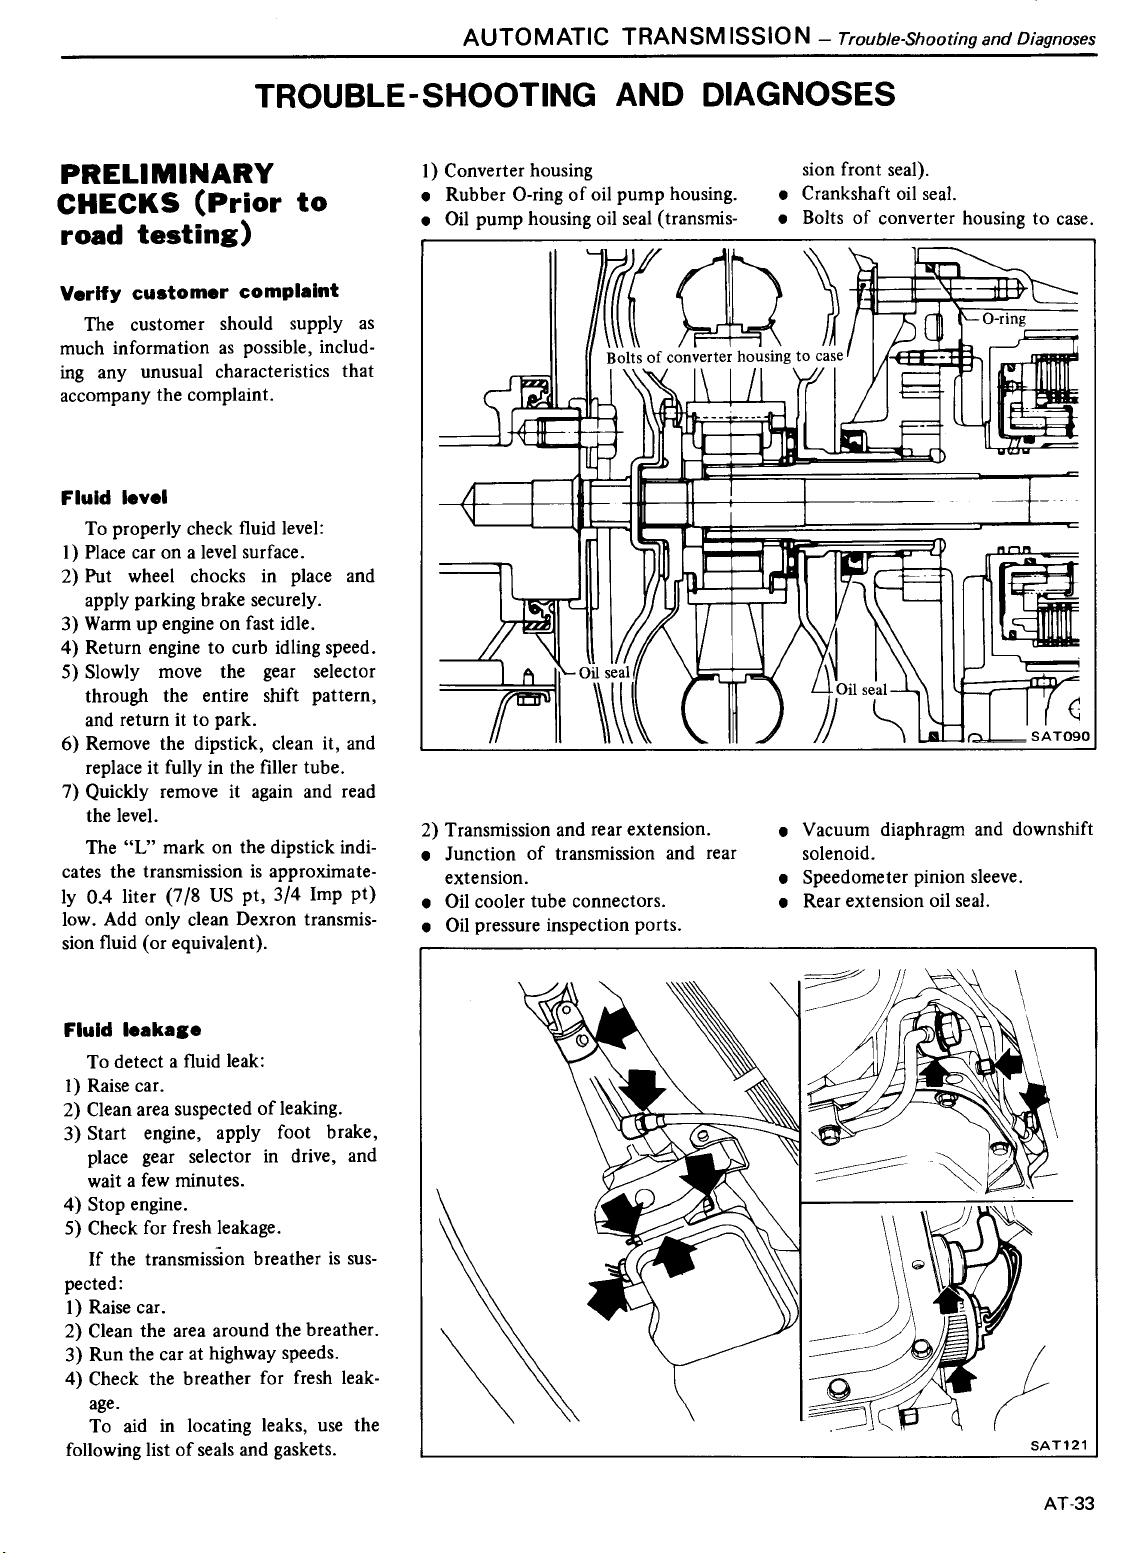 AUTOMATIC TRANSMISSION – Trouble-Shooting and Diagnoses
TROUBLE-SHOOTING AND DIAGNOSES
PRELIMINARY
CHECKS (Prior to
road testing)
Verify customer complaint
The customer should supply as
much information as possible, includ-
ing any unusual characteristics that
accompany the complaint.
Fluid level
To properly check fluid level:
1) Place car on a level surface.
2) Put wheel chocks in place and
apply parking brake securely.
3) Warm up engine on fast idle.
4) Return engine to curb idling speed.
5) Slowly move the gear selector
through the entire shift pattern,
and return it to park.
6) Remove the dipstick, clean it, and
replace it fully in the filler tube.
7) Quickly remove it again and read
the level.
The “L” mark on the dipstick indi-
cates the transmission is approximate-
ly 0.4 liter (7/8 US pt, 3/4 Imp pt)
low. Add only clean Dexron transmis-
sion fluid (or equivalent).
Fluid leakage
To detect a fluid leak:
1) Raise car.
2) Clean area suspected of leaking.
3) Start engine, apply foot brake,
place gear selector in drive, and
wait a few minutes.
4) Stop engine.
5) Check for fresh leakage.
If the transmission breather is sus-
pected:
1) Raise car.
2) Clean the area around the breather.
3) Run the car at highway speeds.
4) Check the breather for fresh leak-
age.
To aid in locating leaks, use the
following list of seals and gaskets.
1) Converter housing
● Rubber O-ring of oil pump housing.
● Oil pump housing oil seal (transmis-
sion front seal).
● Crankshaft oil seal.
● Bolts of converter housing to case.
O-ring
Bolts of converter housing to case
Oil seal
Oil seal
SAT090
2) Transmission and rear extension.
● Junction of transmission and rear
extension.
● Oil cooler tube connectors.
● Oil pressure inspection ports.
● Vacuum diaphragm and downshift
solenoid.
● Speedometer pinion sleeve.
● Rear extension oil seal.
SAT121
AT-33